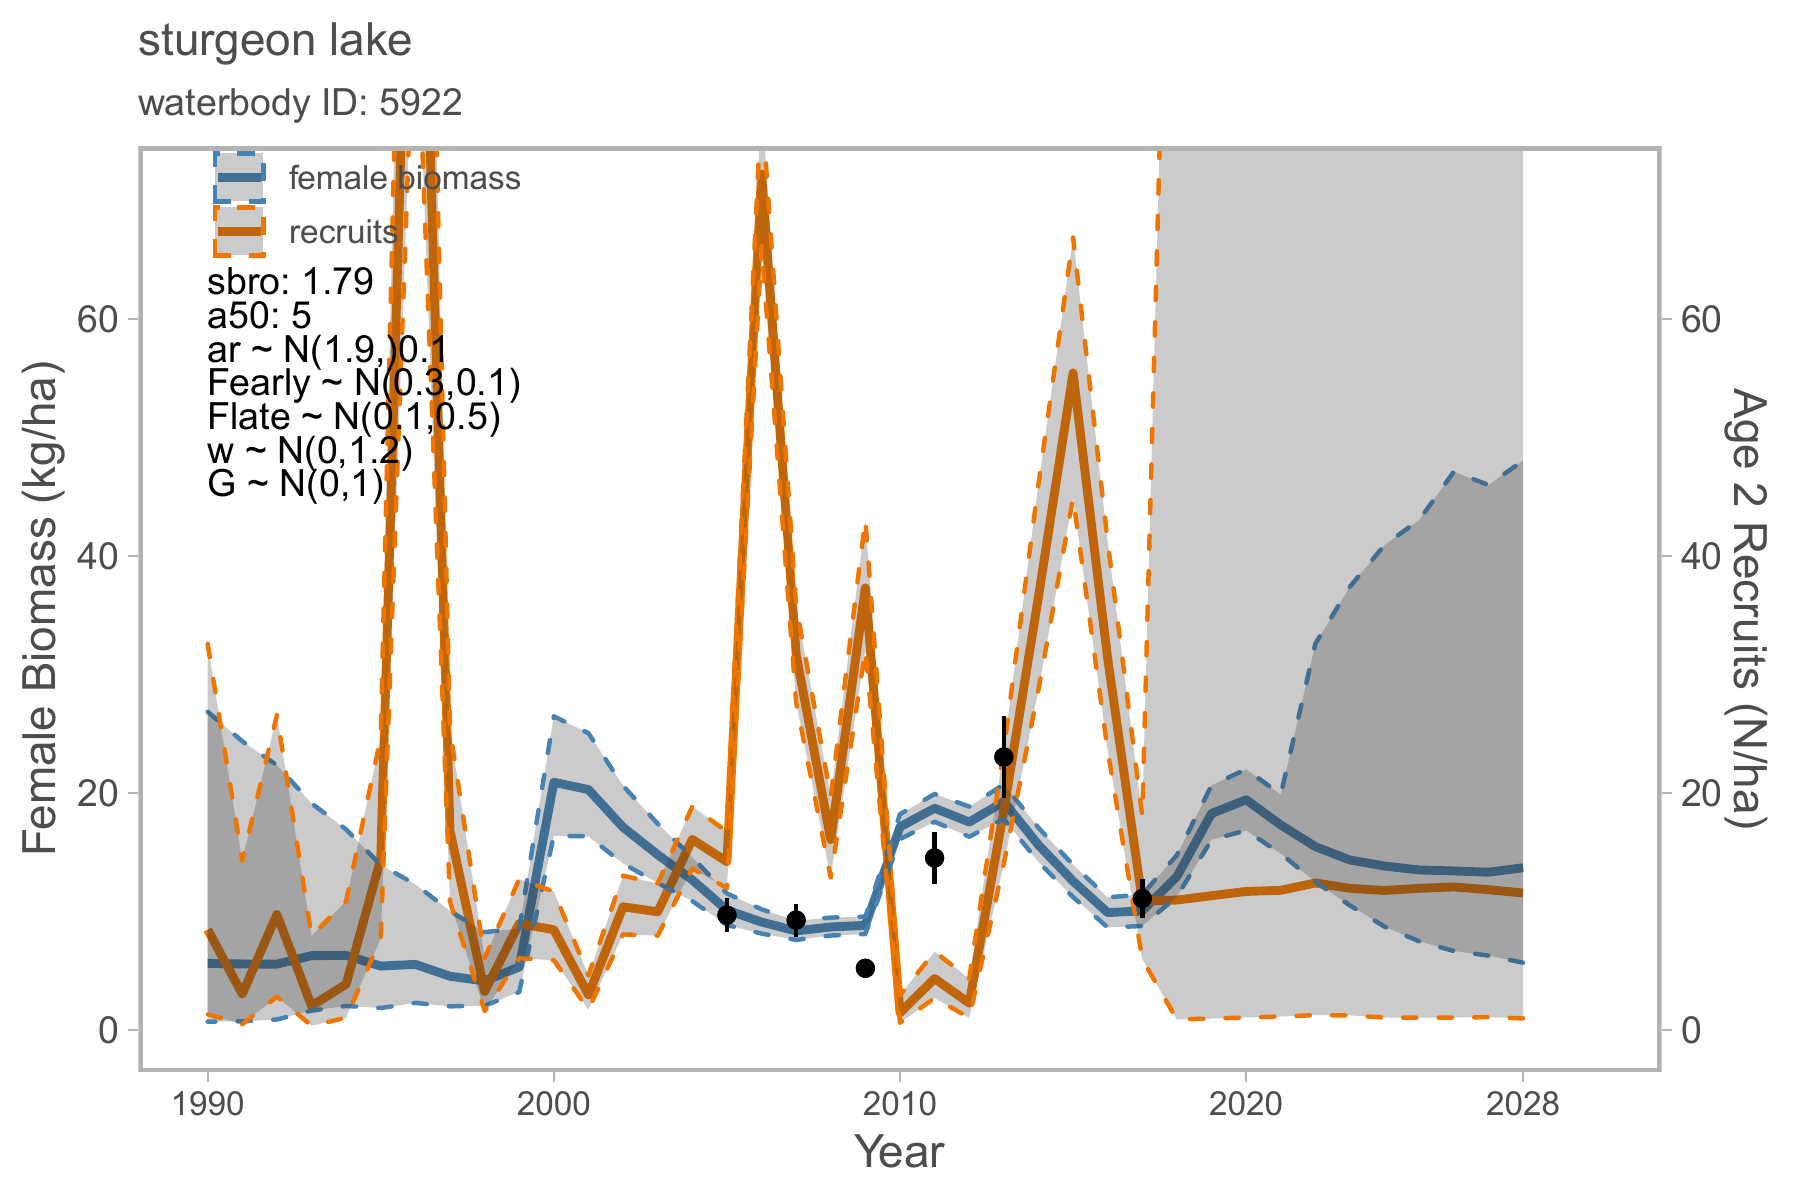 sturgeon lake
waterbody ID: 5922
female biomass
recruits
sbro: 1.79
a50: 5
ar ~ N(1.9,)0.1
Fearly ~ N(0.3,0.1)
Flate ~ N(0.1,0.5)
w ~ N(0,1.2)
G ~ N(0,1)
Female Biomass (kg/ha)
60
40
20
0
60
40
20
0
Age 2 Recruits (N/ha)
1990 2000 2010 2020 2028
Year